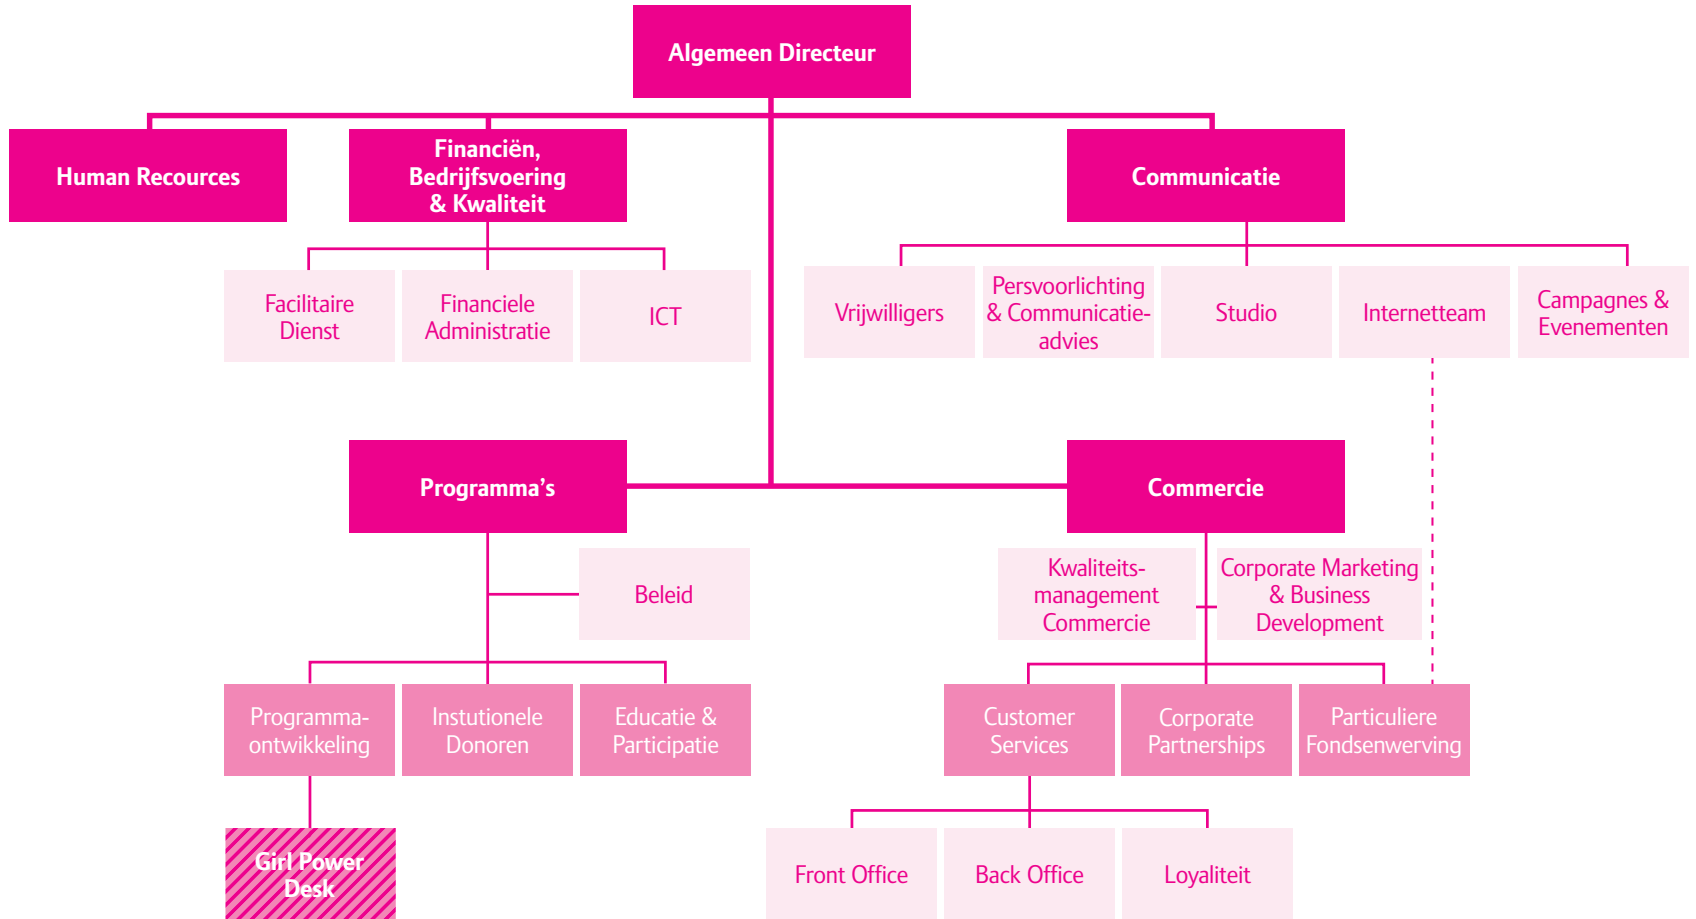 Algemeen Directeur
Human Recources
Financiën,
Bedrijfsvoering
& Kwaliteit
Communicatie
Facilitaire
Dienst
Financiele
Administratie
ICT
Vrijwilligers
Persvoorlichting
& Communicatie-
advies
Studio
Internetteam
Campagnes &
Evenementen
Programma's
Commercie
Beleid
Kwaliteits-
management
Commercie
Corporate Marketing
& Business
Development
Programma-
ontwikkeling
Instutionele
Donoren
Educatie &
Participatie
Customer
Services
Corporate
Partnerships
Particuliere
Fondsenwerving
Girl Power
Desk
Front Office
Back Office
Loyaliteit